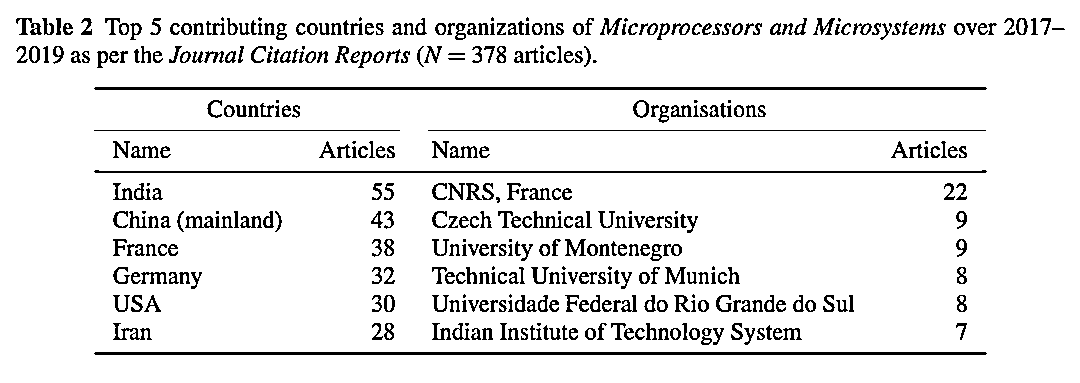 Table 2 Top 5 contributing countries and organizations of Microprocessors and Microsystems over 2017–
2019 as per the Journal Citation Reports (N = 378 articles).
Countries Organisations
Name Articles Name Articles
India 55 CNRS, France 22
China (mainland) 43 Czech Technical University 9
France 38 University of Montenegro 9
Germany 32 Technical University of Munich 8
USA 30 Universidade Federal do Rio Grande do Sul 8
Iran 28 Indian Institute of Technology System 7